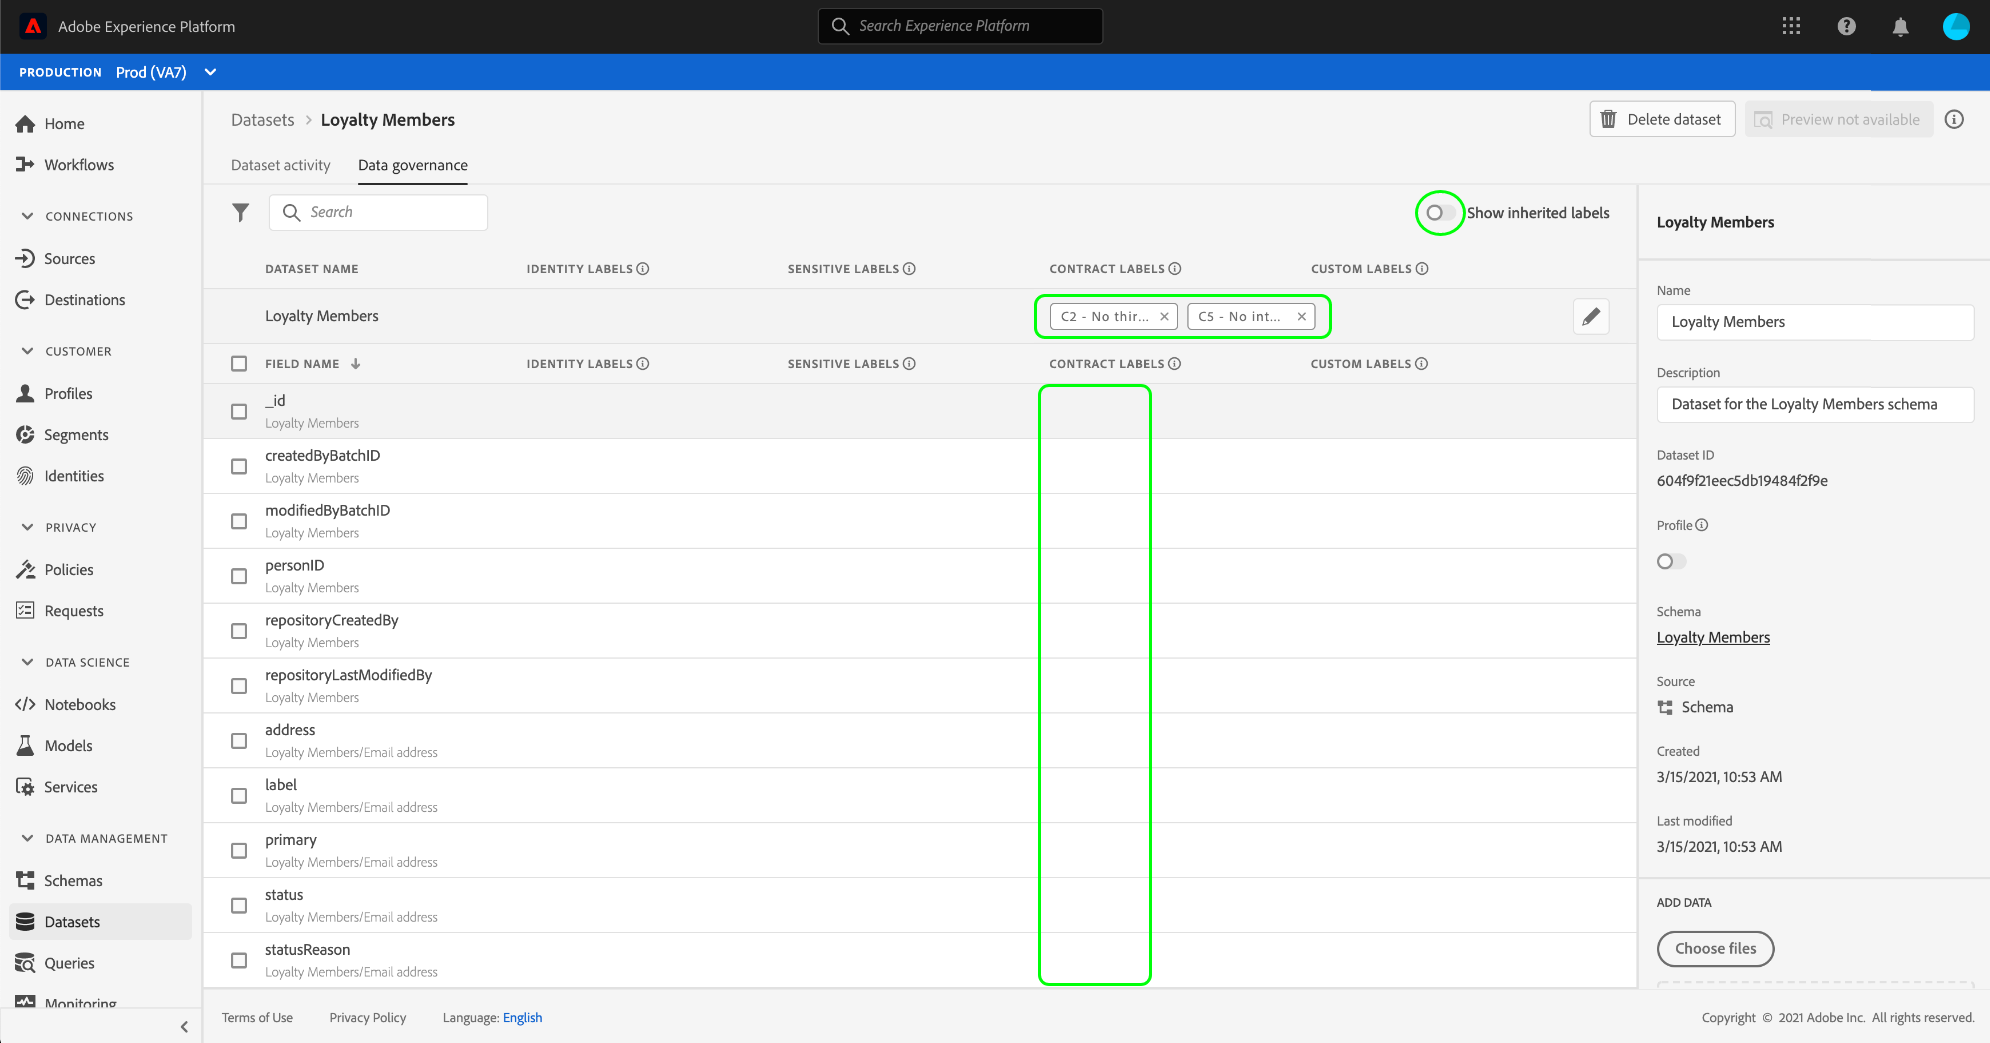 Adobe Experience Platform
Search Experience Platform
PRODUCTION Prod (VA7)
Home
Workflows
CONNECTIONS
Sources
Destinations
CUSTOMER
Profiles
Segments
Identities
PRIVACY
Policies
Requests
DATA SCIENCE
Notebooks
Models
Services
DATA MANAGEMENT
Schemas
Datasets
Queries
Monitoring
Datasets > Loyalty Members
Delete dataset
Preview not available
Dataset activity Data governance
Search
Show inherited labels
DATASET NAME IDENTITY LABELS SENSITIVE LABELS CONTRACT LABELS CUSTOM LABELS
Loyalty Members C2 - No thir... C5 - No int...
FIELD NAME IDENTITY LABELS SENSITIVE LABELS CONTRACT LABELS CUSTOM LABELS
_id
Loyalty Members
createdByBatchID
Loyalty Members
modifiedByBatchID
Loyalty Members
personID
Loyalty Members
repositoryCreatedBy
Loyalty Members
repositoryLastModifiedBy
Loyalty Members
address
Loyalty Members/Email address
label
Loyalty Members/Email address
primary
Loyalty Members/Email address
status
Loyalty Members/Email address
statusReason
Loyalty Members/Email address
Loyalty Members
Name
Loyalty Members
Description
Dataset for the Loyalty Members schema
Dataset ID
604f9f21eec5db19484f2f9e
Profile
Schema
Loyalty Members
Source
Schema
Created
3/15/2021, 10:53 AM
Last modified
3/15/2021, 10:53 AM
ADD DATA
Choose files
Terms of Use Privacy Policy Language: English
Copyright © 2021 Adobe Inc. All rights reserved.